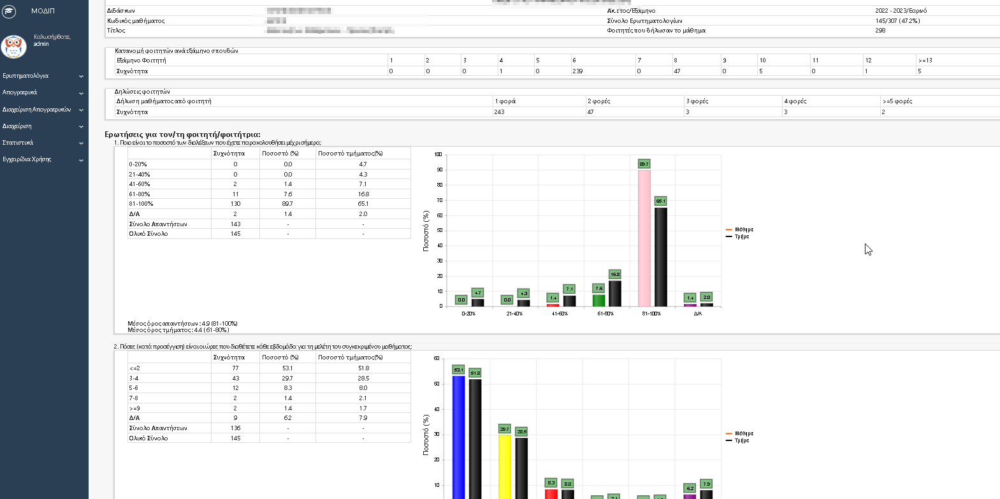 ΜΟΔΙΠ
Καλωσήρθατε,
admin
Ερωτηματολόγια
Απογραφικά
Διαχείριση Απογραφικών
Διαχείριση
Στατιστικά
Εγχειρίδια Χρήσης
Διδάσκων Ακ.ετος/Εξάμηνο 2022 - 2023/Εαρινό
Κωδικός μαθήματος Σύνολο Ερωτηματολογίων 145/307 (47.2%)
Τίτλος Φοιτητές που δήλωσαν το μάθημα 298
Κατανομή φοιτητών ανά εξάμηνο σπουδών
Εξάμηνο Φοιτητή 1 2 3 4 5 6 7 8 9 10 11 12 >=13
Συχνότητα 0 0 0 1 0 239 0 47 0 5 0 1 5
Δηλώσεις φοιτητών
Δήλωση μαθήματος από φοιτητή 1 φορά 2 φορές 3 φορές 4 φορές >=5 φορές
Συχνότητα 243 47 3 3 2
Ερωτήσεις για τον/τη φοιτητή/φοιτήτρια:
1. Ποιο είναι το ποσοστό των διαλέξεων που έχετε παρακολουθήσει μέχρι σήμερα;
Συχνότητα Ποσοστό (%) Ποσοστό τμήματος(%)
0-20% 0 0.0 4.7
21-40% 0 0.0 4.3
41-60% 2 1.4 7.1
61-80% 11 7.6 16.8
81-100% 130 89.7 65.1
Δ/Α 2 1.4 2.0
Σύνολο Απαντήσεων 143 - -
Ολικό Σύνολο 145 - -
Ποσοστό (%)
100
90
80
70
60
50
40
30
20
10
0
0.0 4.7 0.0 4.3 1.4 7.1 7.6 16.8 89.7 65.1 1.4 2.0
0-20% 21-40% 41-60% 61-80% 81-100% Δ/Α
Μάθημα
Τμήμα
Μέσος όρος απαντήσεων : 4.9 (81-100%)
Μέσος όρος τμήματος : 4.4 (61-80%)
2. Πόσες (κατά προσέγγιση) είναι οι ώρες που διαθέτετε κάθε εβδομάδα για τη μελέτη του συγκεκριμένου μαθήματος;
Συχνότητα Ποσοστό (%) Ποσοστό τμήματος(%)
<=2 77 53.1 51.8
3-4 43 29.7 28.5
5-6 12 8.3 8.0
7-8 2 1.4 2.1
>=9 2 1.4 1.7
Δ/Α 9 6.2 7.9
Σύνολο Απαντήσεων 136 - -
Ολικό Σύνολο 145 - -
Ποσοστό (%)
60
50
40
30
20
10
53.1 51.8 29.7 28.5 8.3 8.0 6.2 7.9
Μάθημα
Τμήμα